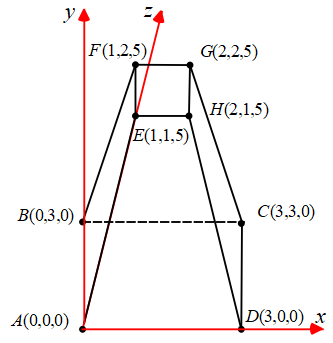 y
z
F(1,2,5)
G(2,2,5)
H(2,1,5)
E(1,1,5)
B(0,3,0)
C(3,3,0)
A(0,0,0)
D(3,0,0)
x